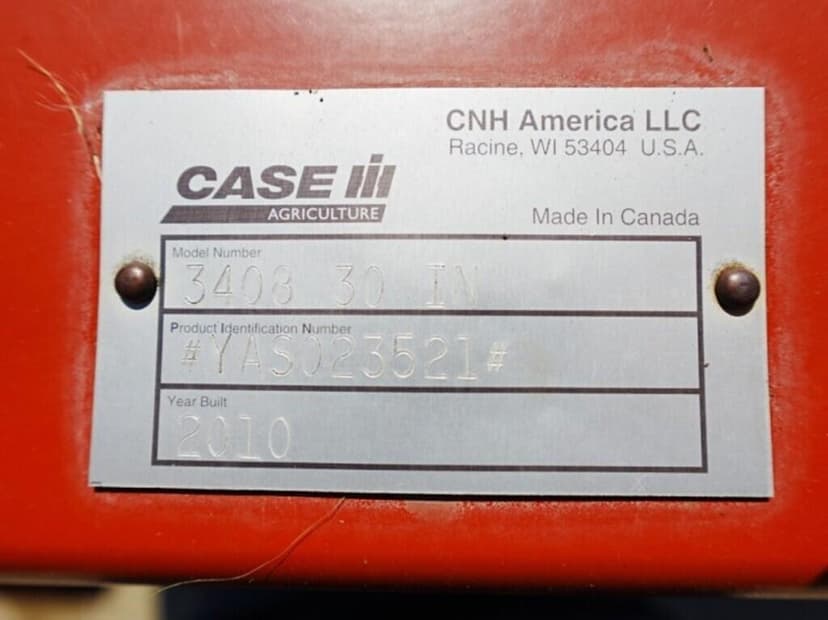 CNH America LLC
Racine, WI 53404 U.S.A.
CASE IH
AGRICULTURE
Made In Canada
Model Number
3408 30 IN
Product Identification Number
#YAS023521#
Year Built
2010